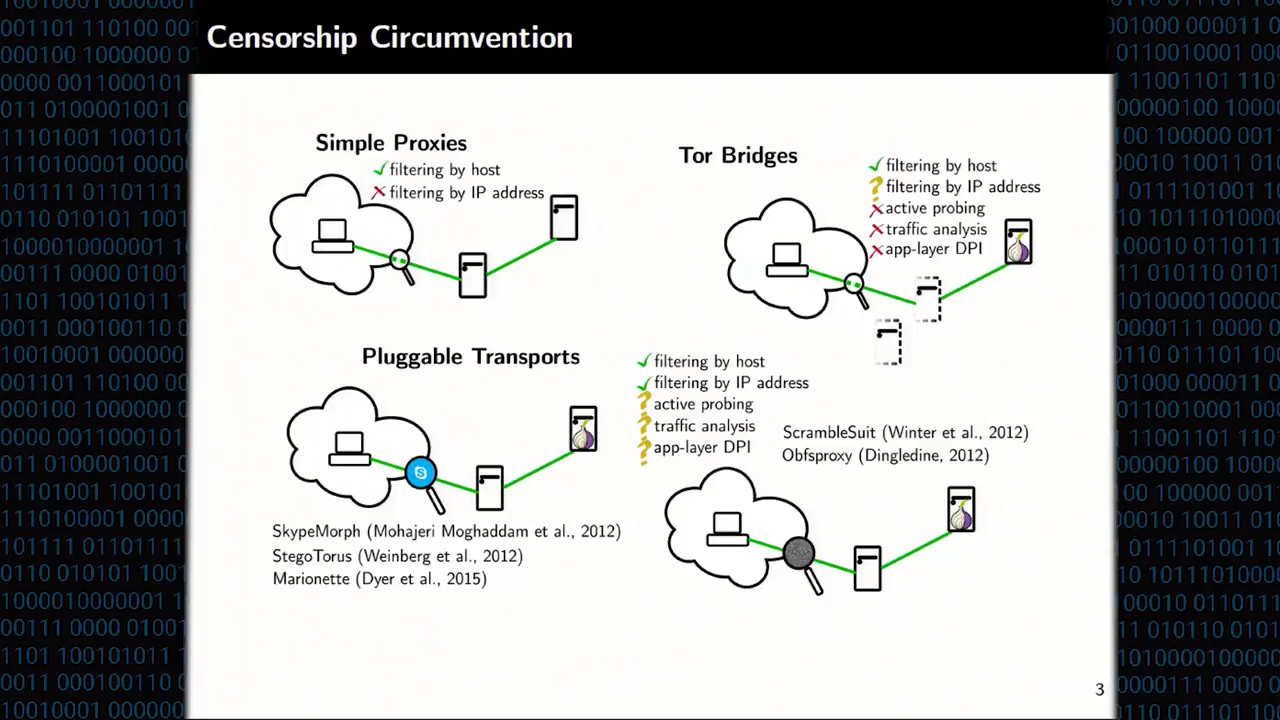 Censorship Circumvention
Simple Proxies
filtering by host
filtering by IP address
Tor Bridges
filtering by host
filtering by IP address
active probing
traffic analysis
app-layer DPI
Pluggable Transports
filtering by host
filtering by IP address
active probing
traffic analysis
app-layer DPI
SkypeMorph (Mohajeri Moghaddam et al., 2012)
StegoTorus (Weinberg et al., 2012)
Marionette (Dyer et al., 2015)
ScrambleSuit (Winter et al., 2012)
Obfsproxy (Dingledine, 2012)
3